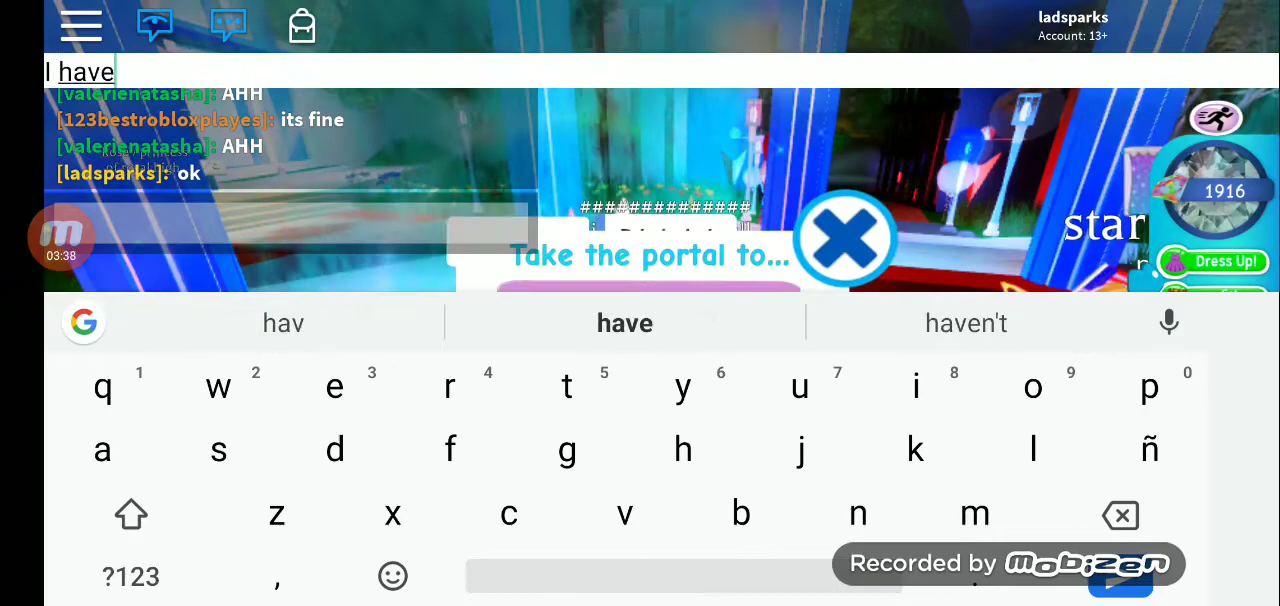 ladsparks
Account: 13+
I have
[valerienatasha]: AHH
[123bestrobloxplayes]: its fine
[valerienatasha]: AHH
[ladsparks]: ok
##############
1916
star
Take the portal to...
Dress Up!
m
03:38
hav have haven't
q 1 w 2 e 3 r 4 t 5 y 6 u 7 i 8 o 9 p 0
a s d f g h j k l ñ
z x c v b n m
?123 , .
Recorded by mobizen